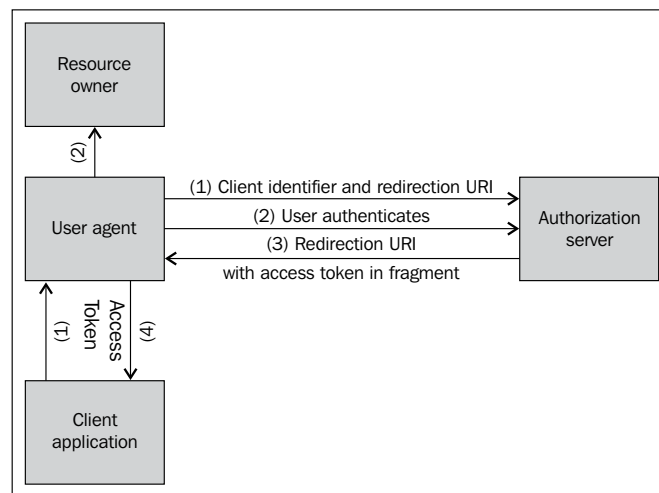 Resource
owner
(2)
User agent
(1) Client identifier and redirection URI
(2) User authenticates
(3) Redirection URI
with access token in fragment
Authorization
server
(1)
Access
Token
(4)
Client
application